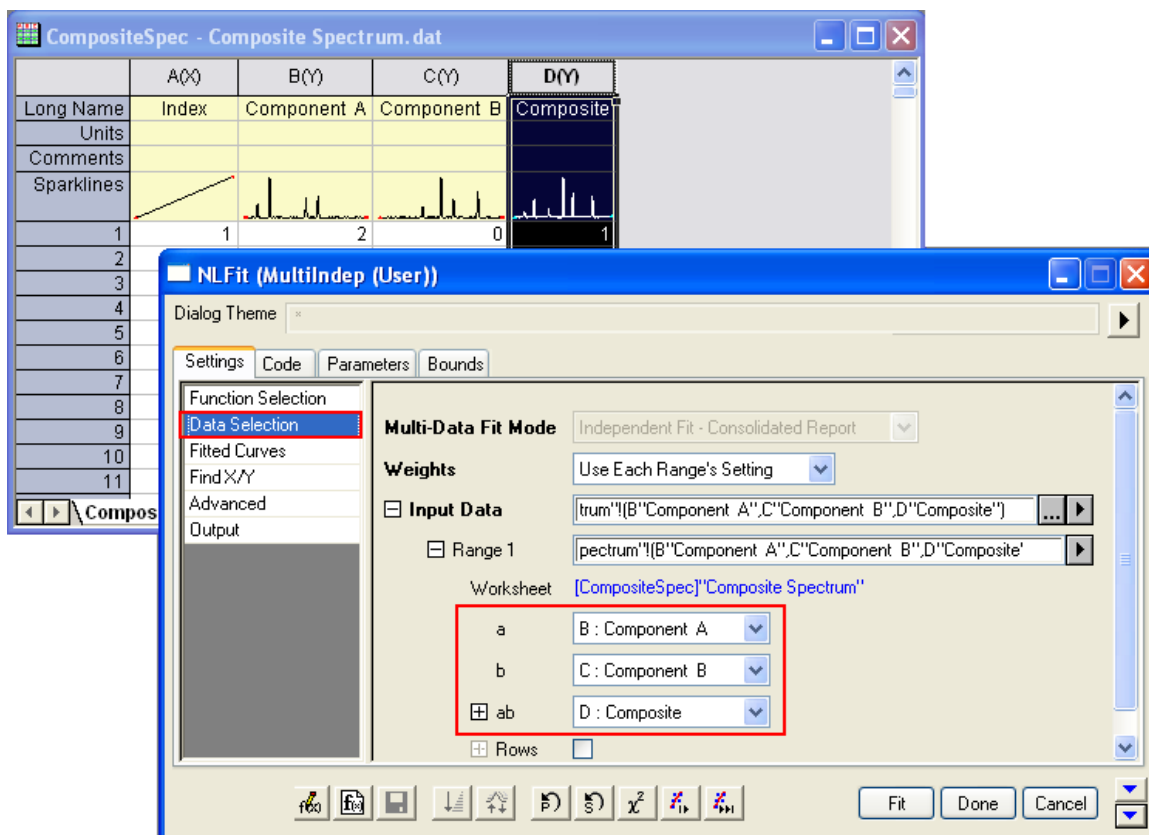 CompositeSpec - Composite Spectrum.dat
A(X) B(Y) C(Y) D(Y)
Long Name Index Component A Component B Composite
Units
Comments
Sparklines
1 1 2 0 1
2
3
4
5
6
7
8
9
10
11
Compos
NLFit (MultiIndep (User))
Dialog Theme *
Settings Code Parameters Bounds
Function Selection
Data Selection
Fitted Curves
Find X/Y
Advanced
Output
Multi-Data Fit Mode Independent Fit - Consolidated Report
Weights Use Each Range's Setting
Input Data trum"!(B"Component A",C"Component B",D"Composite") ...
Range 1 pectrum"!(B"Component A",C"Component B",D"Composite'
Worksheet [CompositeSpec]"Composite Spectrum"
a B : Component A
b C : Component B
ab D : Composite
Rows
f(x) f(x) P S χ² Fit Done Cancel